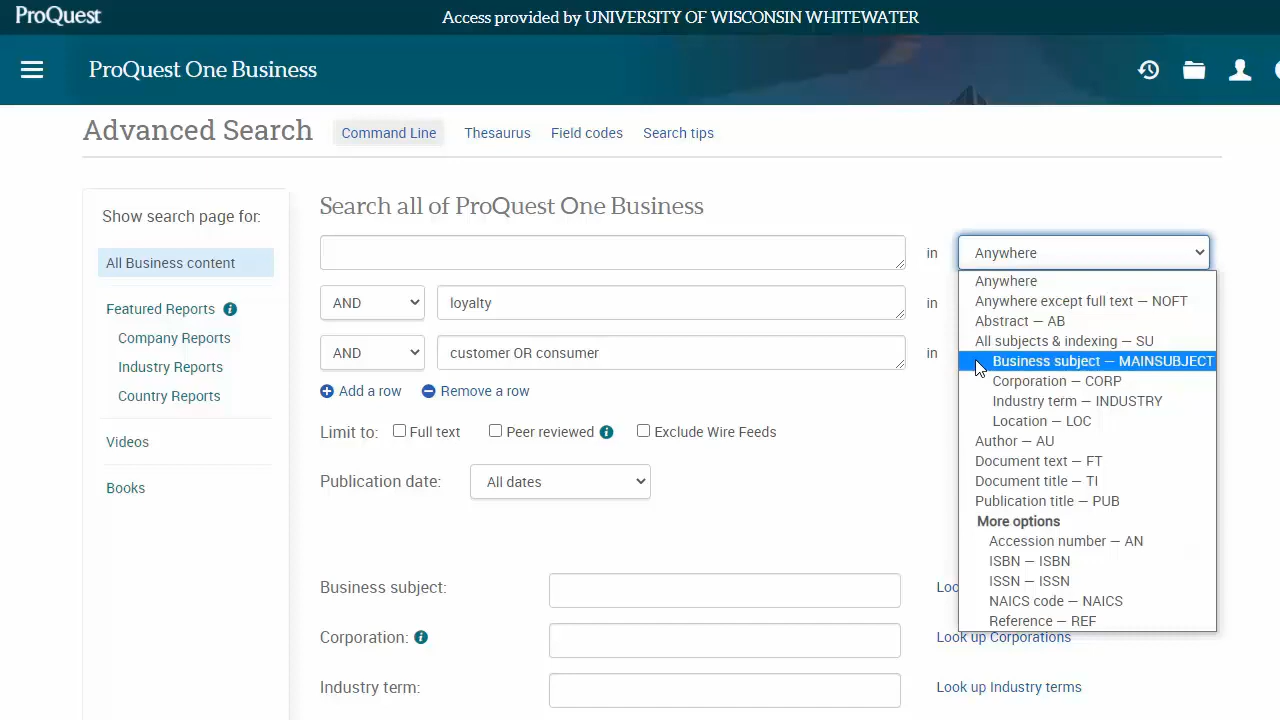 ProQuest
Access provided by UNIVERSITY OF WISCONSIN WHITEWATER
ProQuest One Business
Advanced Search
Command Line
Thesaurus
Field codes
Search tips
Show search page for:
All Business content
Featured Reports
Company Reports
Industry Reports
Country Reports
Videos
Books
Search all of ProQuest One Business
in
Anywhere
AND
loyalty
in
AND
customer OR consumer
in
Add a row
Remove a row
Limit to:
Full text
Peer reviewed
Exclude Wire Feeds
Publication date:
All dates
Anywhere
Anywhere except full text — NOFT
Abstract — AB
All subjects & indexing — SU
Business subject — MAINSUBJECT
Corporation — CORP
Industry term — INDUSTRY
Location — LOC
Author — AU
Document text — FT
Document title — TI
Publication title — PUB
More options
Accession number — AN
ISBN — ISBN
ISSN — ISSN
NAICS code — NAICS
Reference — REF
Business subject:
Corporation:
Look up Corporations
Industry term:
Look up Industry terms